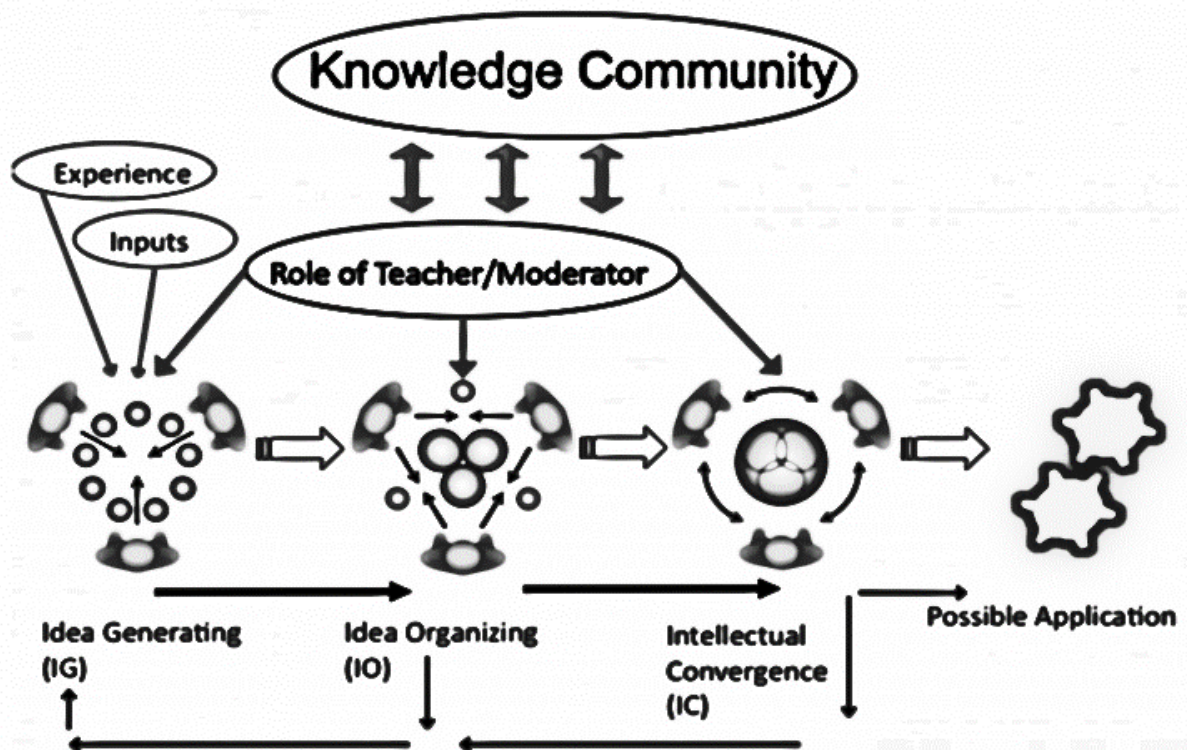 Knowledge Community
Experience
Inputs
Role of Teacher/Moderator
Idea Generating
(IG)
Idea Organizing
(IO)
Intellectual
Convergence
(IC)
Possible Application